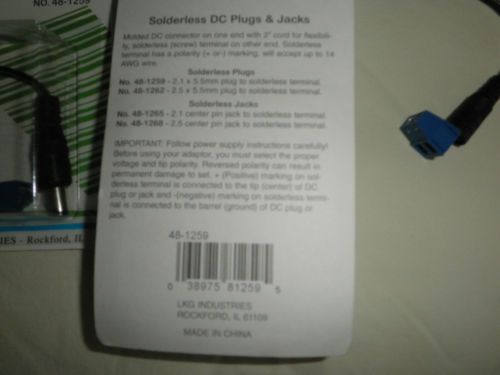 NO. 48-1259
Solderless DC Plugs & Jacks
Molded DC connector on one end with 2" cord for flexibili-
ty, solderless (screw) terminal on other end. Solderless
terminal has a polarity (+ or -) marking, will accept up to 14
AWG wire.
Solderless Plugs
No. 48-1259 - 2.1 x 5.5mm plug to solderless terminal.
No. 48-1262 - 2.5 x 5.5mm plug to solderless terminal.
Solderless Jacks
No. 48-1265 - 2.1 center pin jack to solderless terminal.
No. 48-1268 - 2.5 center pin jack to solderless terminal.
IMPORTANT: Follow power supply instructions carefully!
Before using your adaptor, you must select the proper
voltage and tip polarity. Reversed polarity can result in
permanent damage to set. + (Positive) marking on sol-
derless terminal is connected to the tip (center) of DC
plug or jack and -(negative) marking on solderless termi-
nal is connected to the barrel (ground) of DC plug or
jack.
48-1259
0 38975 81259 5
IES - Rockford, IL
LKG INDUSTRIES
ROCKFORD, IL 61109
MADE IN CHINA